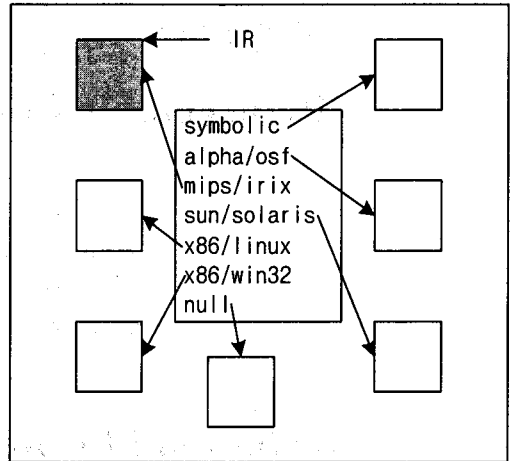 IR
symbolic
alpha/osf
mips/irix
sun/solaris
x86/linux
x86/win32
null